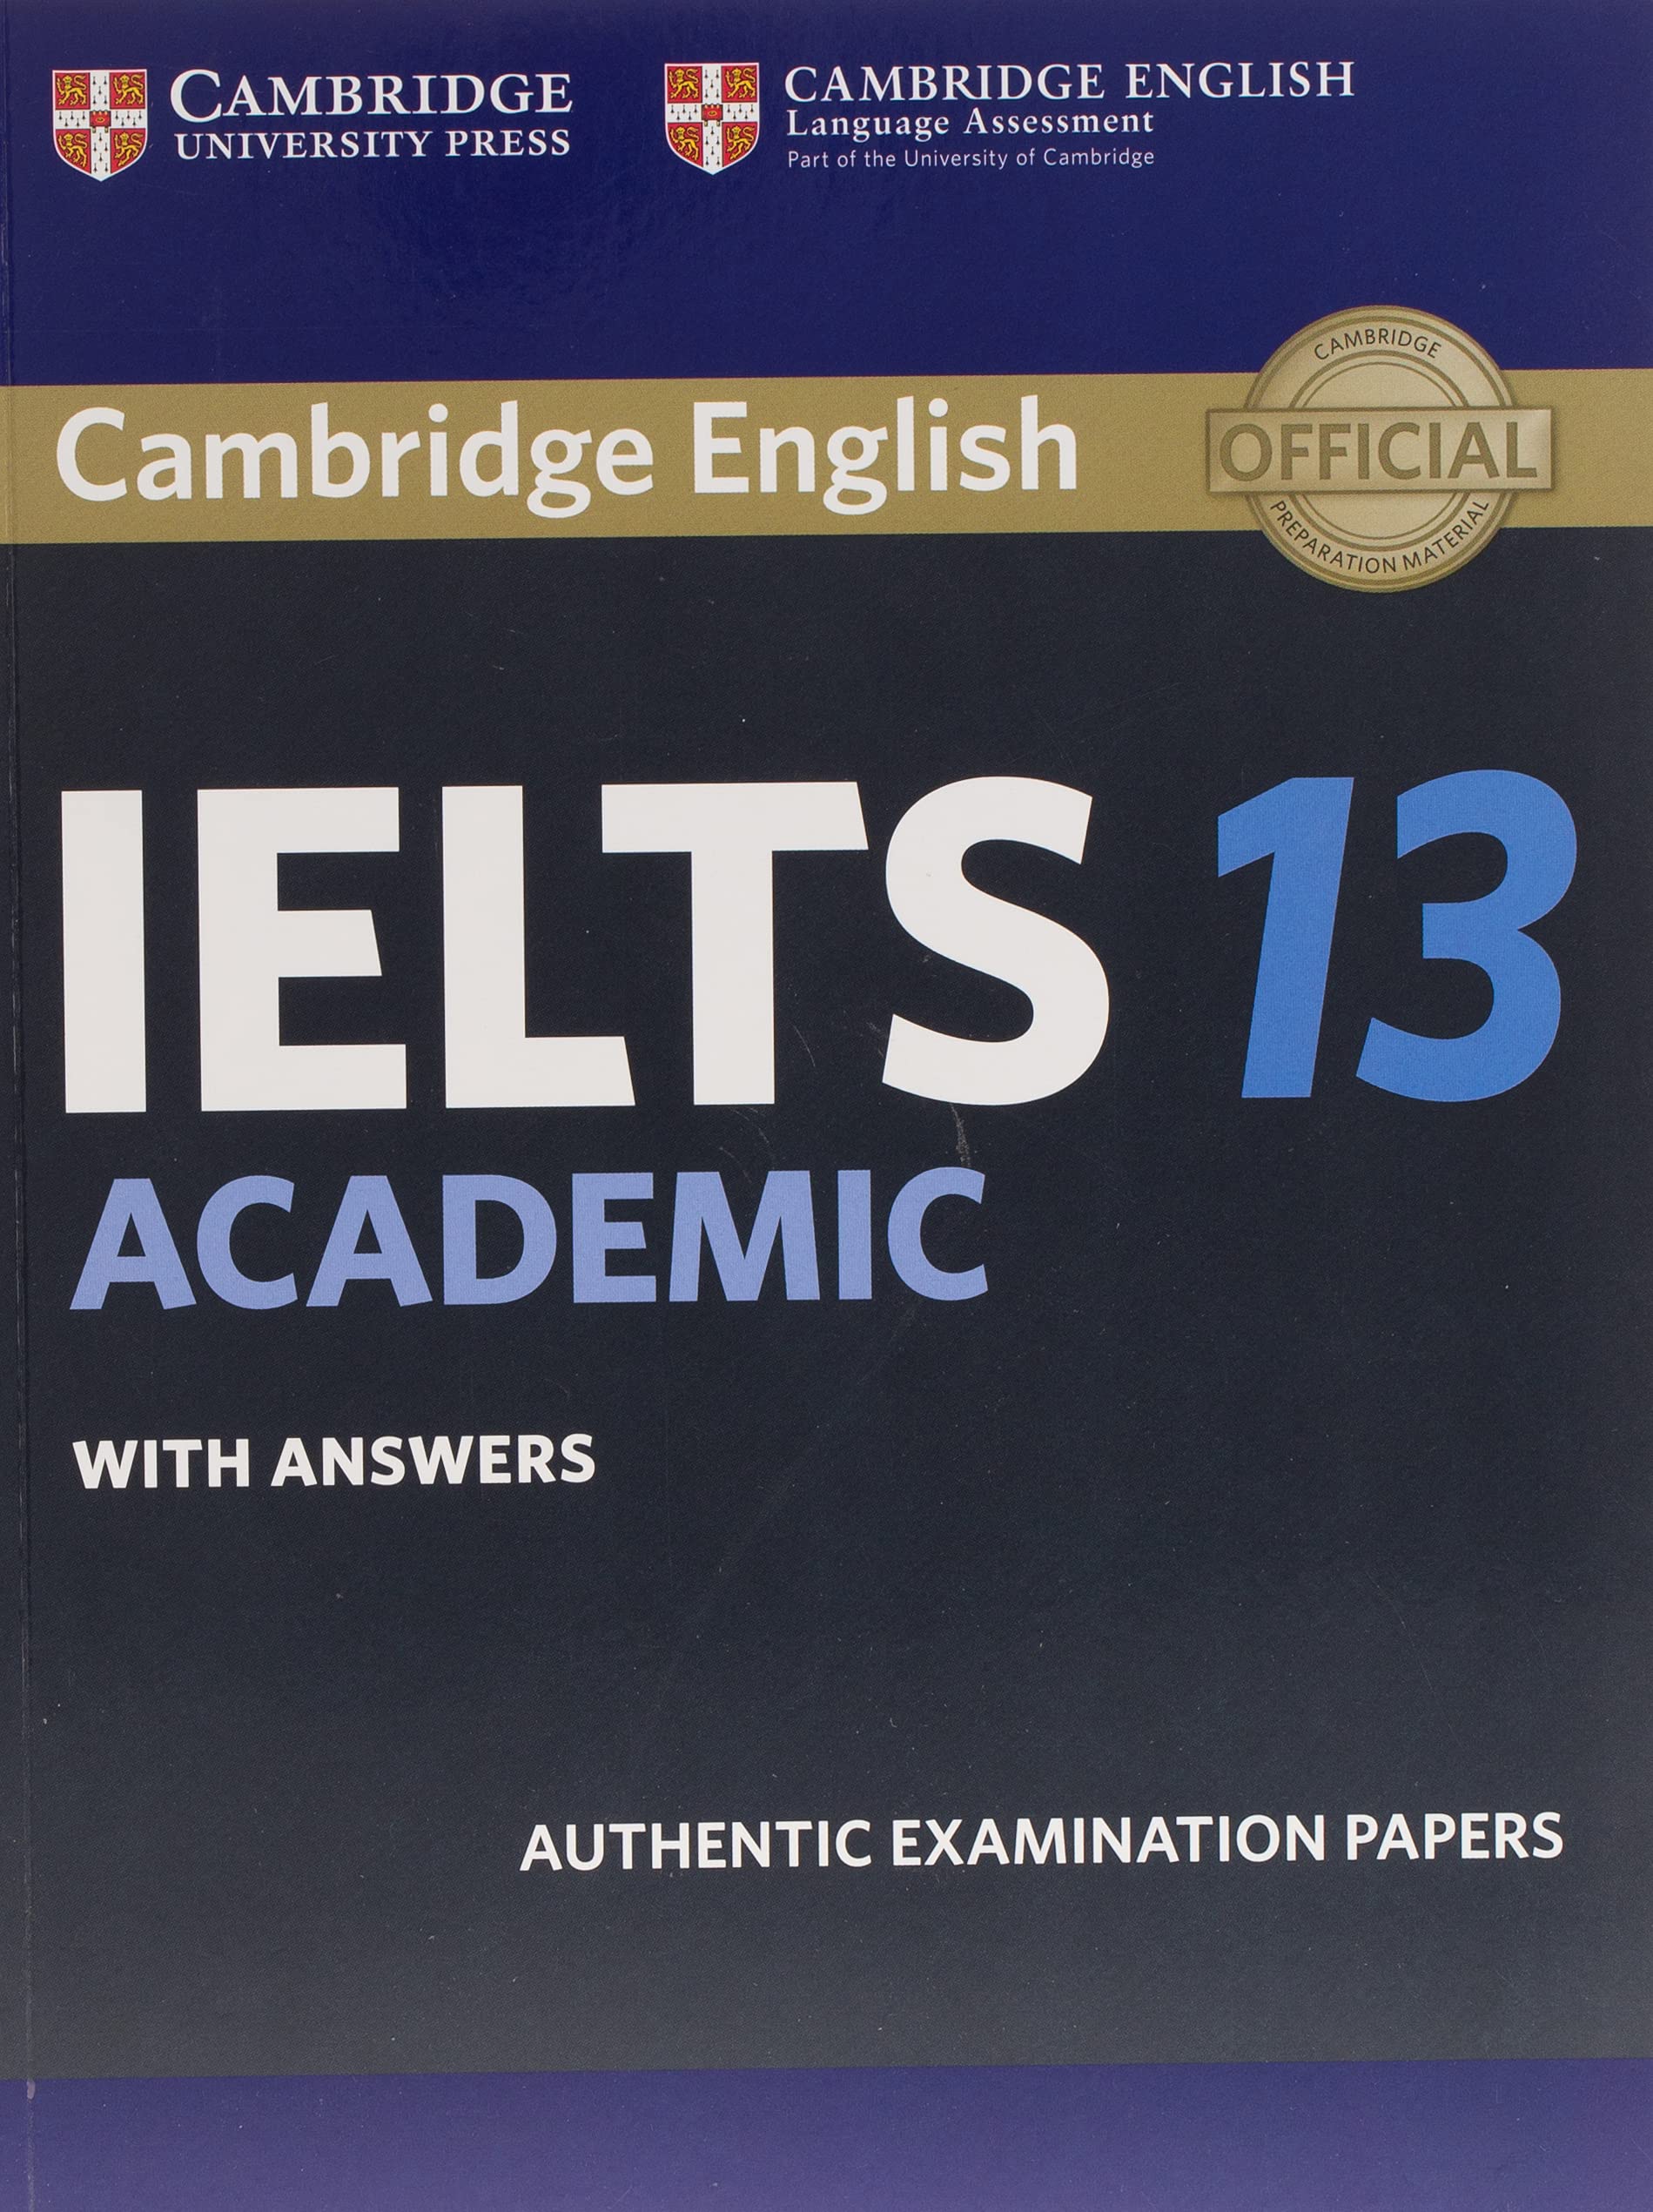 CAMBRIDGE
UNIVERSITY PRESS
CAMBRIDGE ENGLISH
Language Assessment
Part of the University of Cambridge
Cambridge English
CAMBRIDGE
OFFICIAL
PREPARATION MATERIAL
IELTS 13
ACADEMIC
WITH ANSWERS
AUTHENTIC EXAMINATION PAPERS